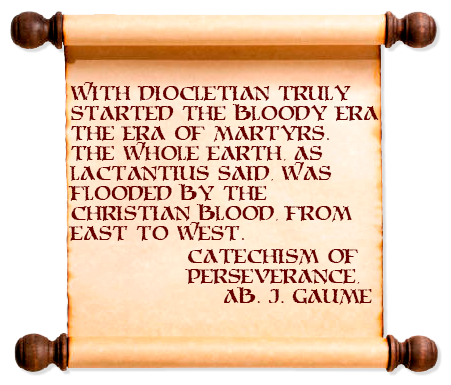 WITH DIOCLETIAN TRULY
STARTED THE BLOODY ERA
THE ERA OF MARTYRS.
THE WHOLE EARTH, AS
LACTANTIUS SAID, WAS
FLOODED BY THE
CHRISTIAN BLOOD, FROM
EAST TO WEST.
CATECHISM OF
PERSEVERANCE,
AB. J. GAUME